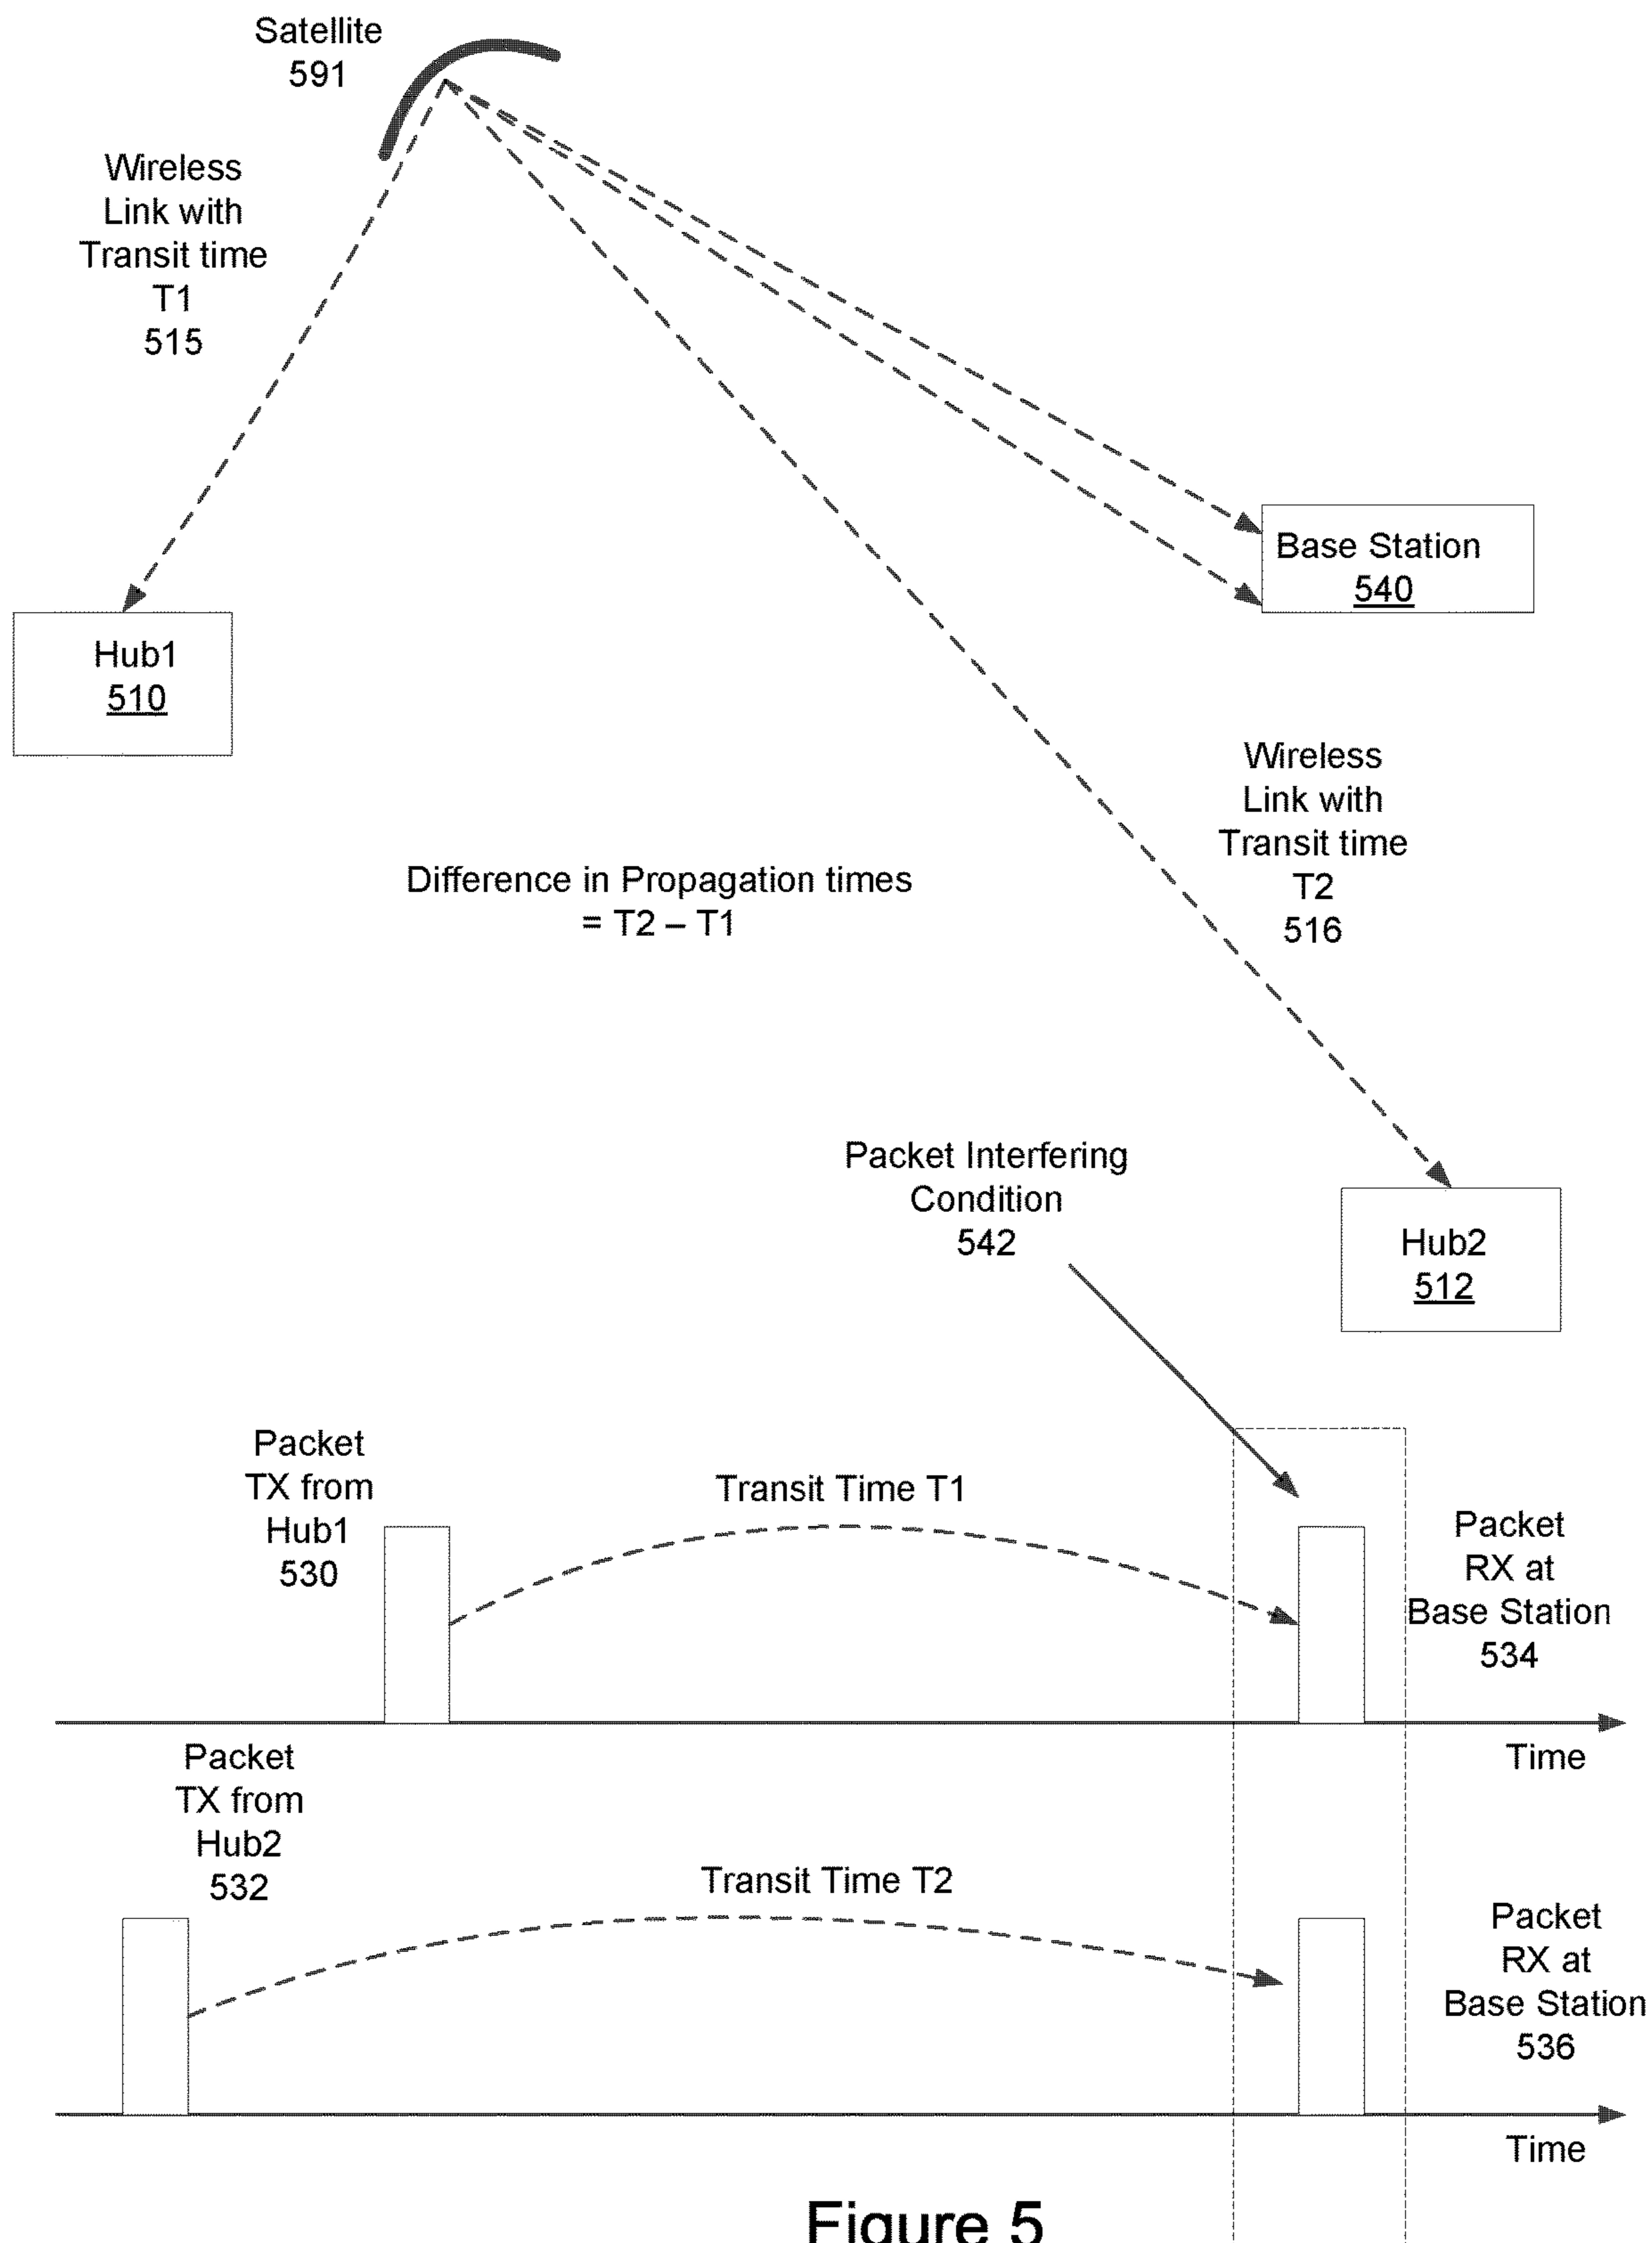 Satellite
591
Wireless
Link with
Transit time
T1
515
Base Station
540
Hub1
510
Wireless
Link with
Transit time
T2
516
Difference in Propagation times
= T2 – T1
Packet Interfering
Condition
542
Hub2
512
Packet
TX from
Hub1
530
Transit Time T1
Packet
RX at
Base Station
534
Time
Packet
TX from
Hub2
532
Transit Time T2
Packet
RX at
Base Station
536
Time
Figure 5